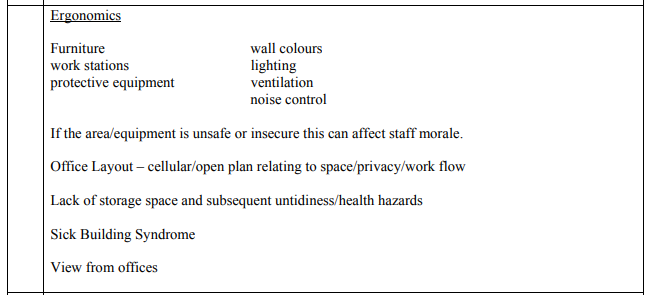 Ergonomics
Furniture wall colours
work stations lighting
protective equipment ventilation
noise control
If the area/equipment is unsafe or insecure this can affect staff morale.
Office Layout – cellular/open plan relating to space/privacy/work flow
Lack of storage space and subsequent untidiness/health hazards
Sick Building Syndrome
View from offices